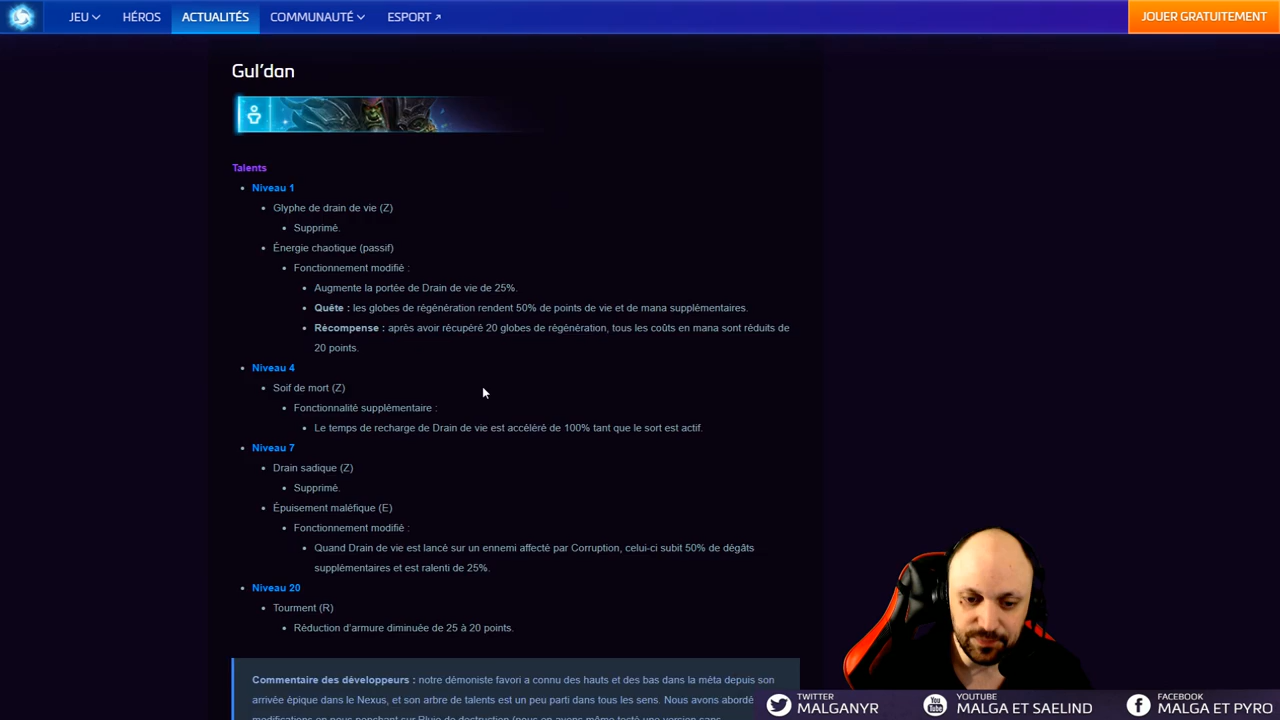 JEU HÉROS ACTUALITÉS COMMUNAUTÉ ESPORT JOUER GRATUITEMENT
Gul'dan
Talents
Niveau 1
Glyphe de drain de vie (Z)
Supprimé.
Énergie chaotique (passif)
Fonctionnement modifié :
Augmente la portée de Drain de vie de 25%.
Quête : les globes de régénération rendent 50% de points de vie et de mana supplémentaires.
Récompense : après avoir récupéré 20 globes de régénération, tous les coûts en mana sont réduits de
20 points.
Niveau 4
Soif de mort (Z)
Fonctionnalité supplémentaire :
Le temps de recharge de Drain de vie est accéléré de 100% tant que le sort est actif.
Niveau 7
Drain sadique (Z)
Supprimé.
Épuisement maléfique (E)
Fonctionnement modifié :
Quand Drain de vie est lancé sur un ennemi affecté par Corruption, celui-ci subit 50% de dégâts
supplémentaires et est ralenti de 25%.
Niveau 20
Tourment (R)
Réduction d'armure diminuée de 25 à 20 points.
Commentaire des développeurs : notre démoniste favori a connu des hauts et des bas dans la méta depuis son
arrivée épique dans le Nexus, et son arbre de talents est un peu parti dans tous les sens. Nous avons abordé
TWITTER
MALGANYR
YOUTUBE
MALGA ET SAELIND
FACEBOOK
MALGA ET PYRO